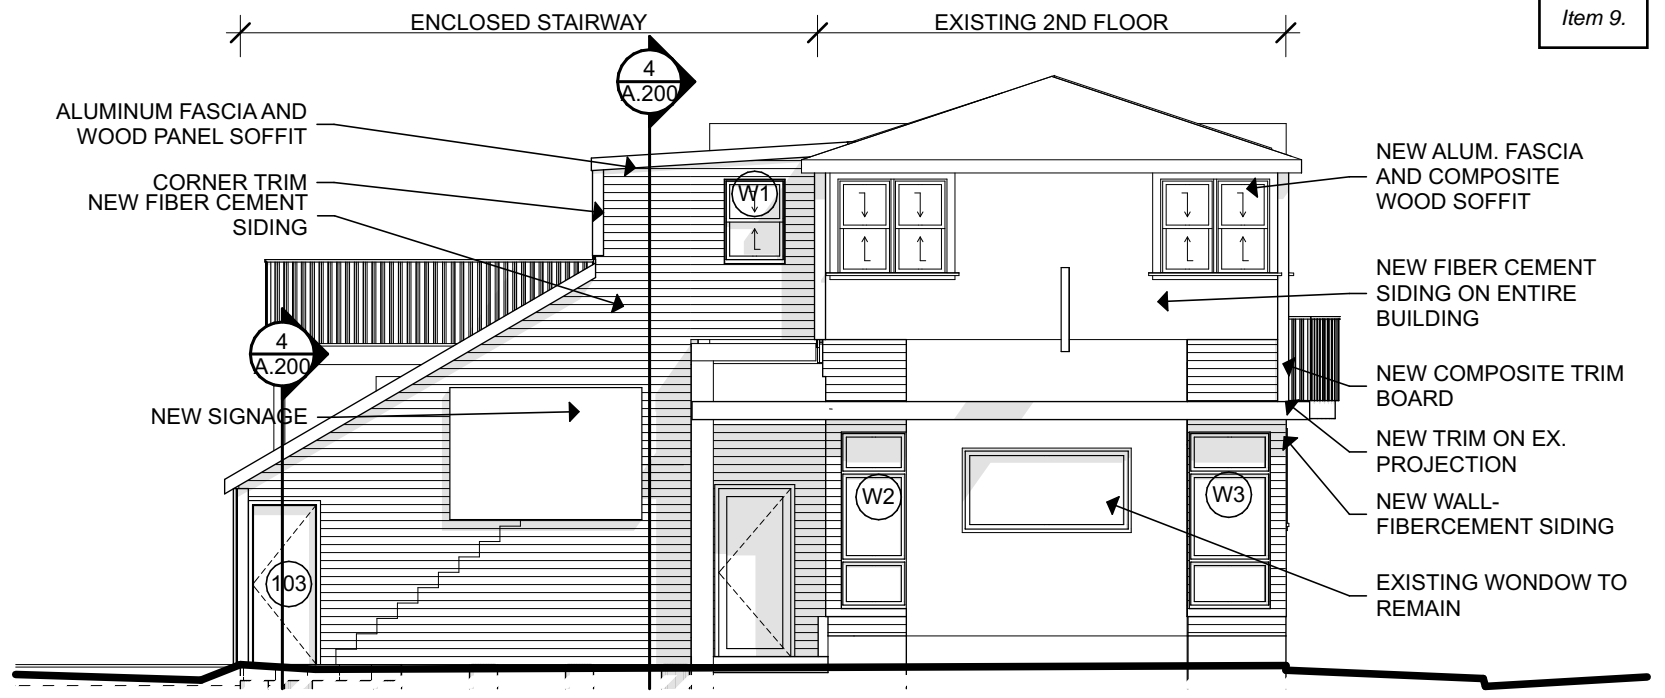 ENCLOSED STAIRWAY
EXISTING 2ND FLOOR
Item 9.
4
A.200
ALUMINUM FASCIA AND
WOOD PANEL SOFFIT
CORNER TRIM
NEW FIBER CEMENT
SIDING
W1
NEW ALUM. FASCIA
AND COMPOSITE
WOOD SOFFIT
NEW FIBER CEMENT
SIDING ON ENTIRE
BUILDING
4
A.200
NEW SIGNAGE
NEW COMPOSITE TRIM
BOARD
NEW TRIM ON EX.
PROJECTION
W2
W3
NEW WALL-
FIBERCEMENT SIDING
103
EXISTING WONDOW TO
REMAIN